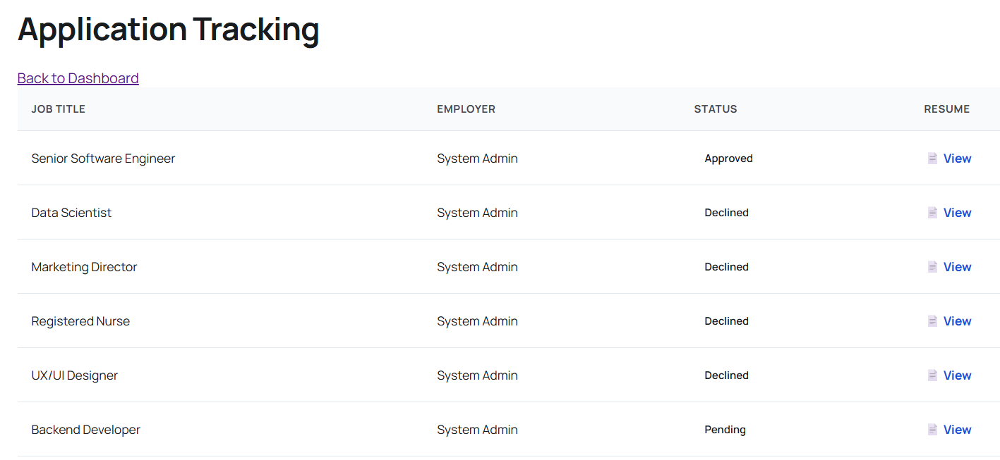 Application Tracking
Back to Dashboard
JOB TITLE EMPLOYER STATUS RESUME
Senior Software Engineer System Admin Approved View
Data Scientist System Admin Declined View
Marketing Director System Admin Declined View
Registered Nurse System Admin Declined View
UX/UI Designer System Admin Declined View
Backend Developer System Admin Pending View